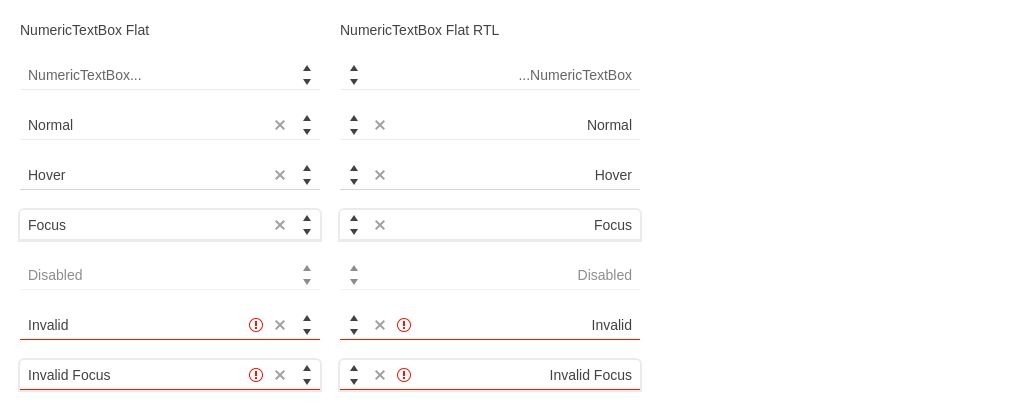 NumericTextBox Flat
NumericTextBox Flat RTL
NumericTextBox...
...NumericTextBox
Normal
Normal
Hover
Hover
Focus
Focus
Disabled
Disabled
Invalid
Invalid
Invalid Focus
Invalid Focus